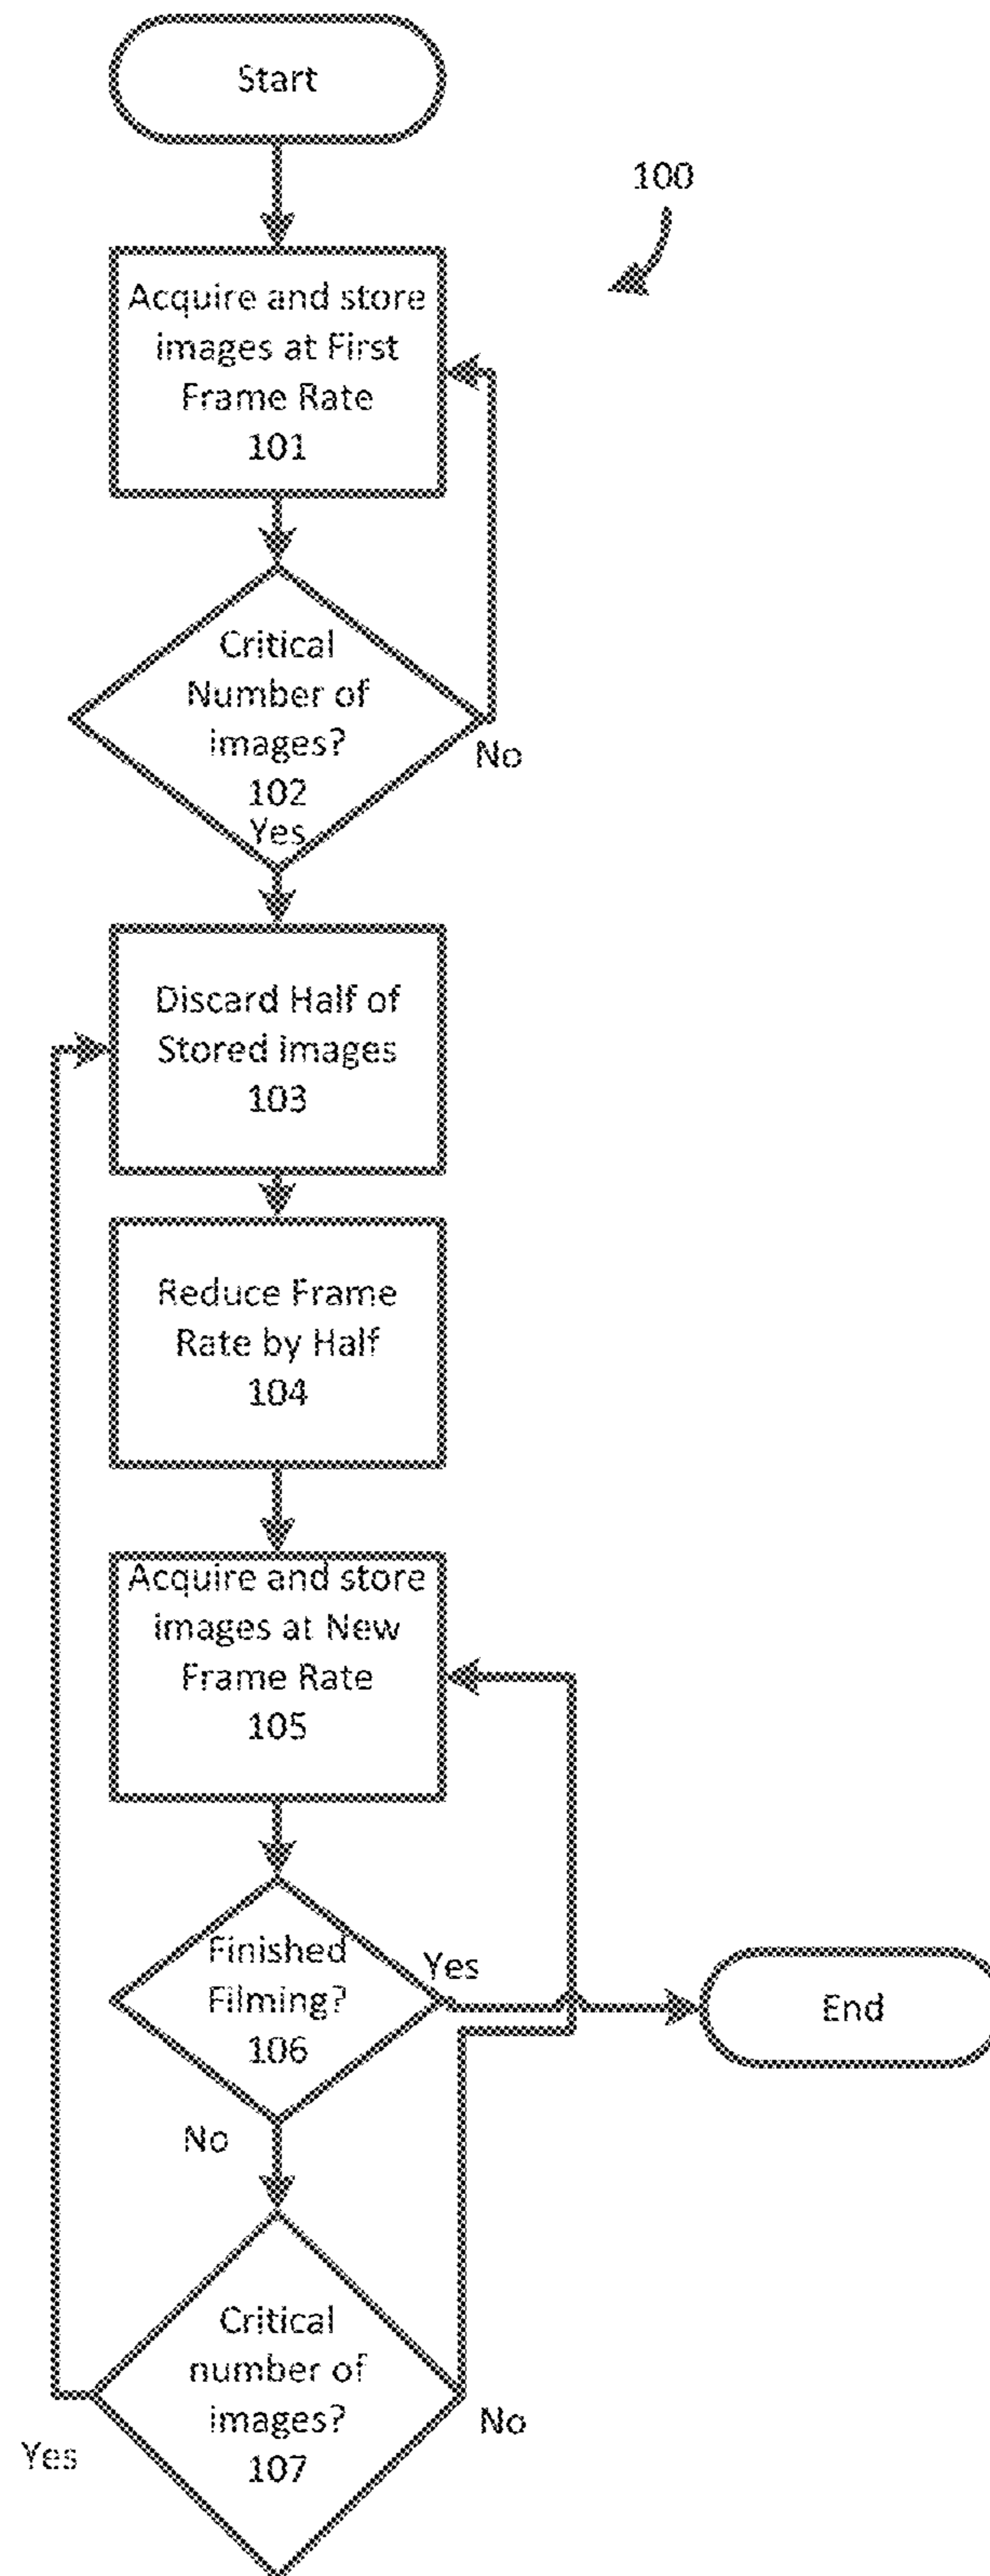 Start
100
Acquire and store
images at First
Frame Rate
101
Critical
Number of
images?
102
Yes
No
Discard Half of
Stored images
103
Reduce Frame
Rate by Half
104
Acquire and store
images at New
Frame Rate
105
Finished
Filming?
106
Yes
End
No
Critical
number of
images?
107
No
Yes